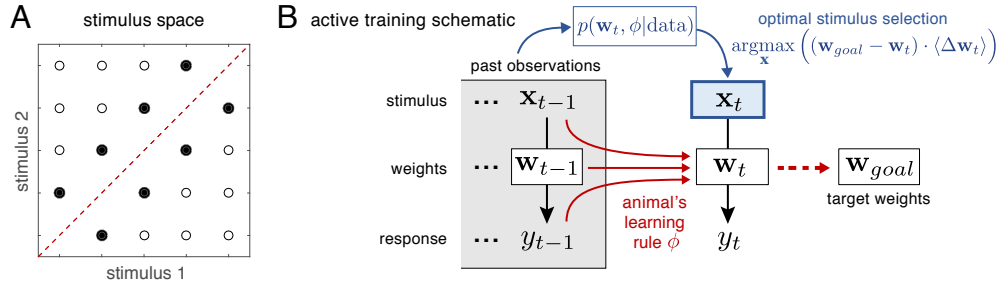 A
stimulus space
stimulus 2
stimulus 1
B
active training schematic
p(w_t, ϕ|data)
optimal stimulus selection
argmax_x ((w_goal − w_t) · ⟨Δw_t⟩)
past observations
stimulus ... x_{t−1} x_t
weights ... w_{t−1} w_t w_goal
target weights
animal's
learning
rule ϕ
response ... y_{t−1} y_t